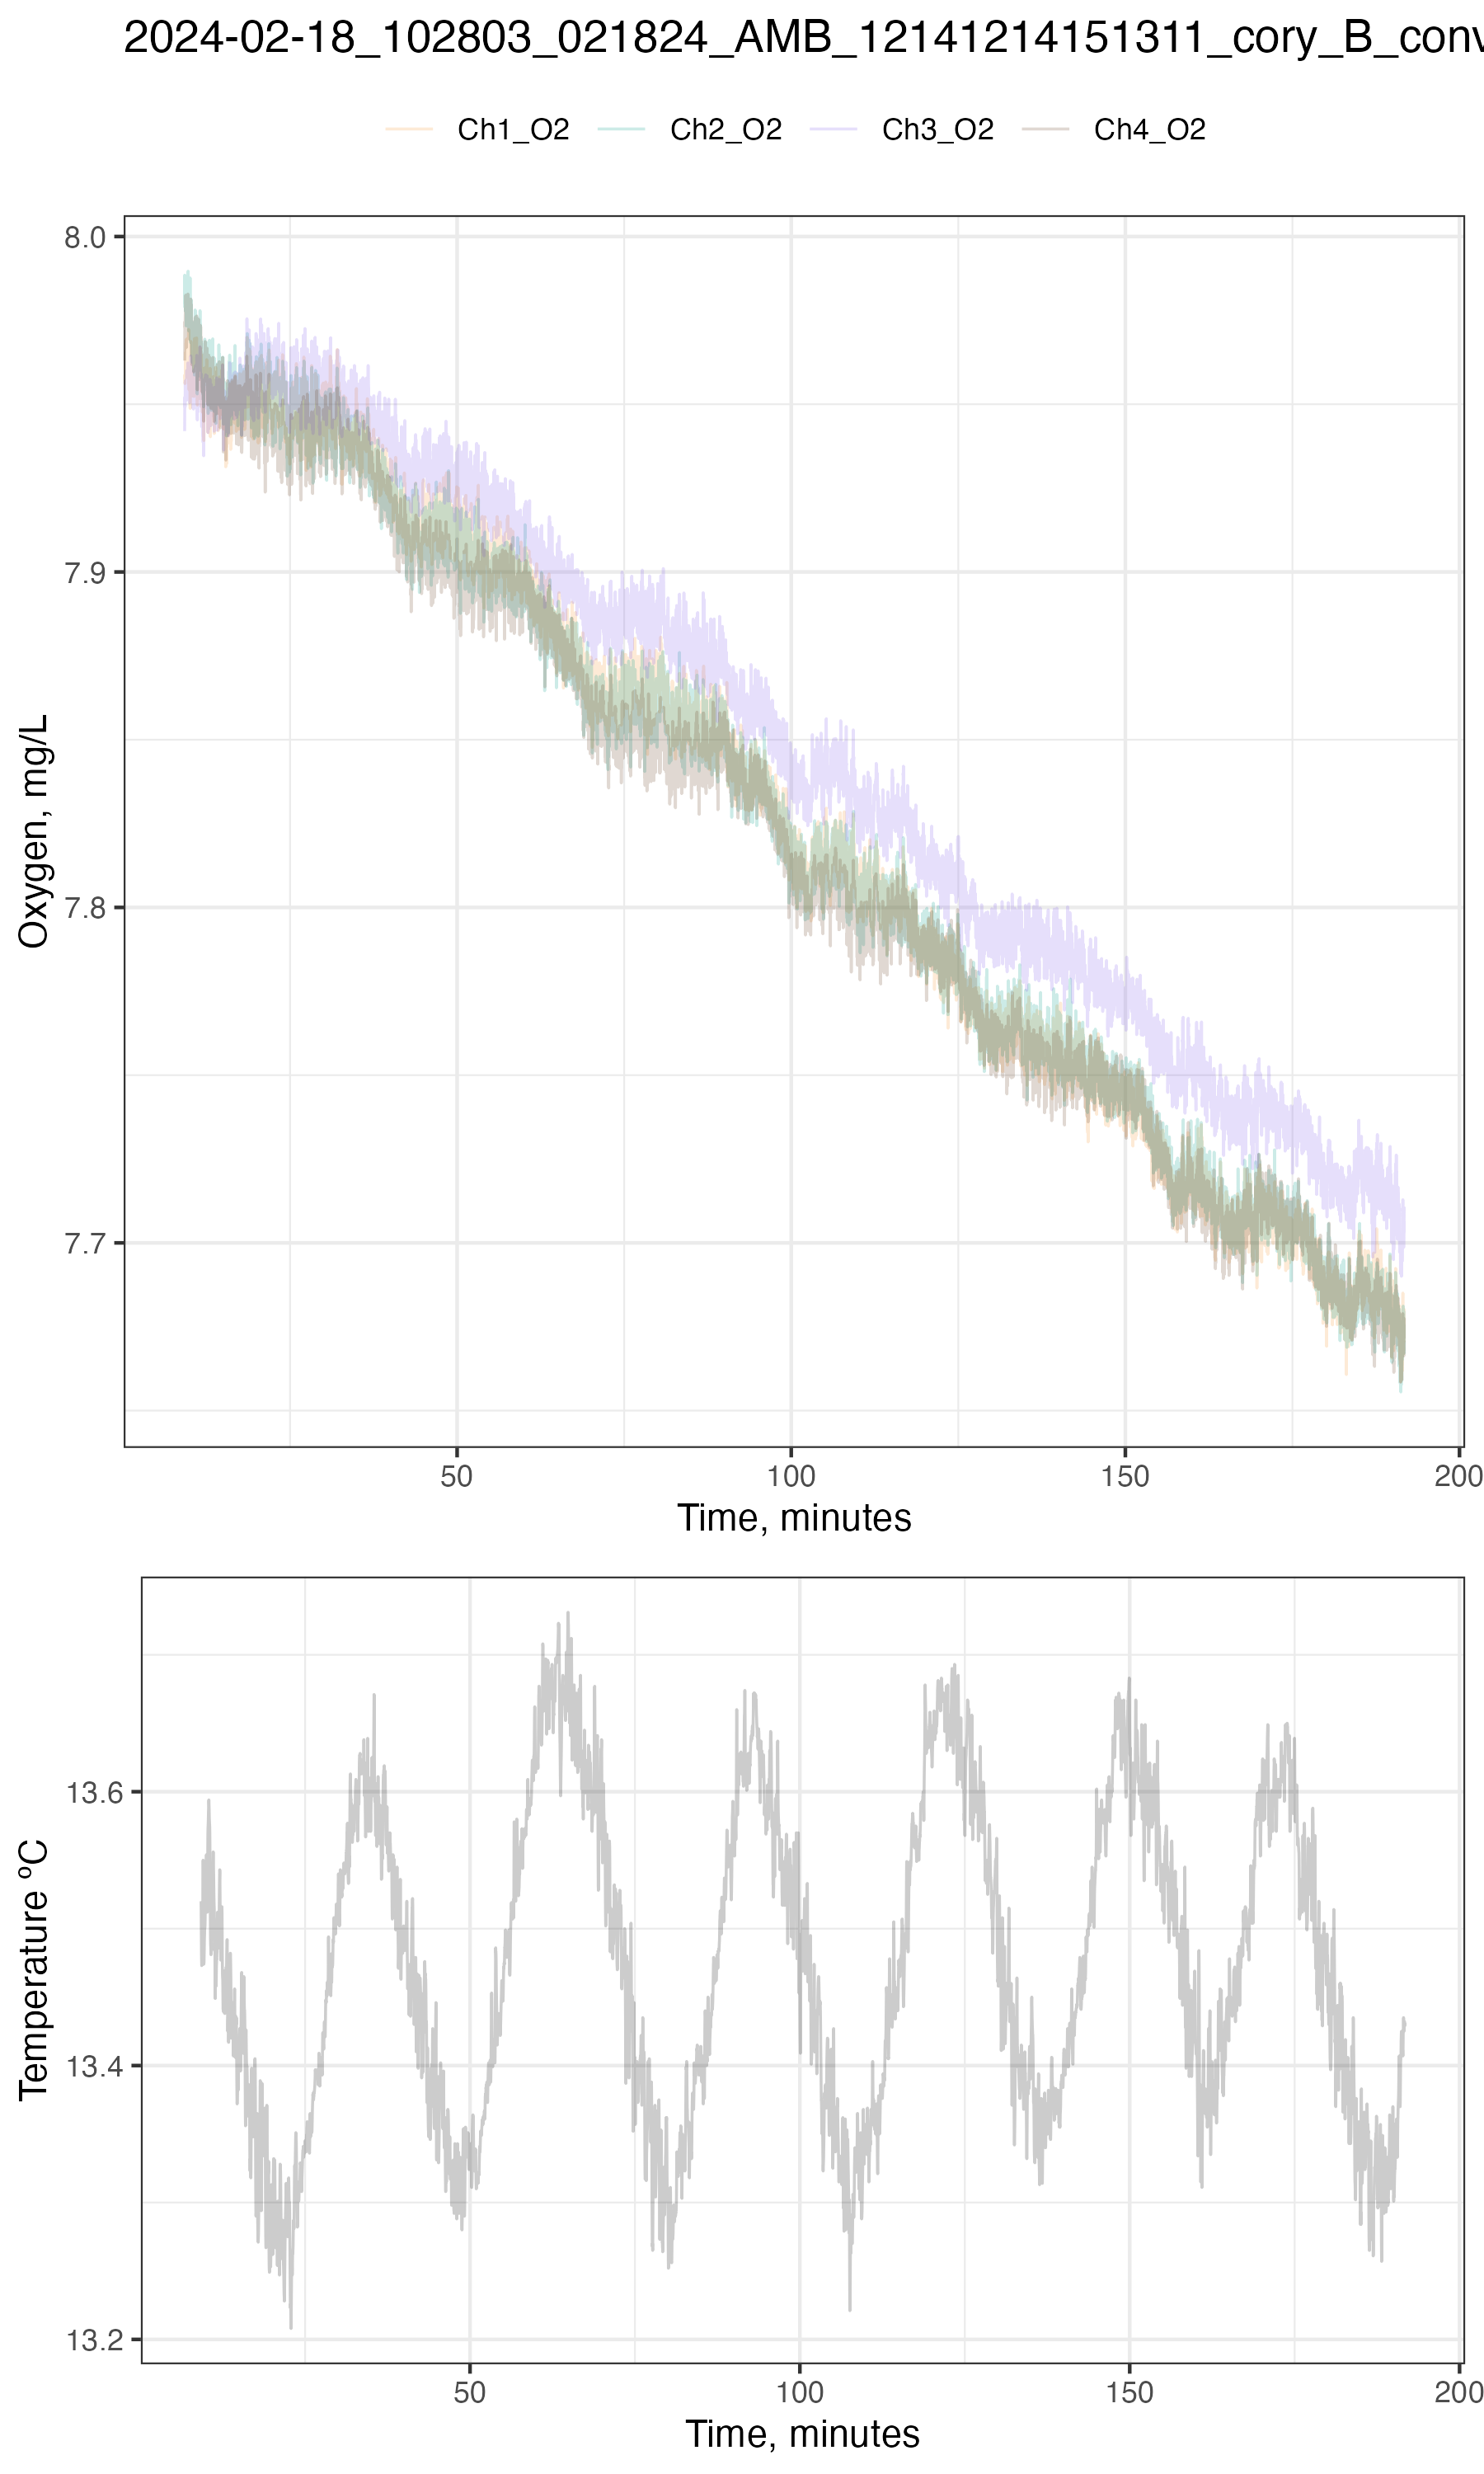 2024-02-18_102803_021824_AMB_12141214151311_cory_B_conv
Ch1_O2 Ch2_O2 Ch3_O2 Ch4_O2
8.0
7.9
7.8
7.7
Oxygen, mg/L
50 100 150 200
Time, minutes
13.6
13.4
13.2
Temperature ºC
50 100 150 200
Time, minutes